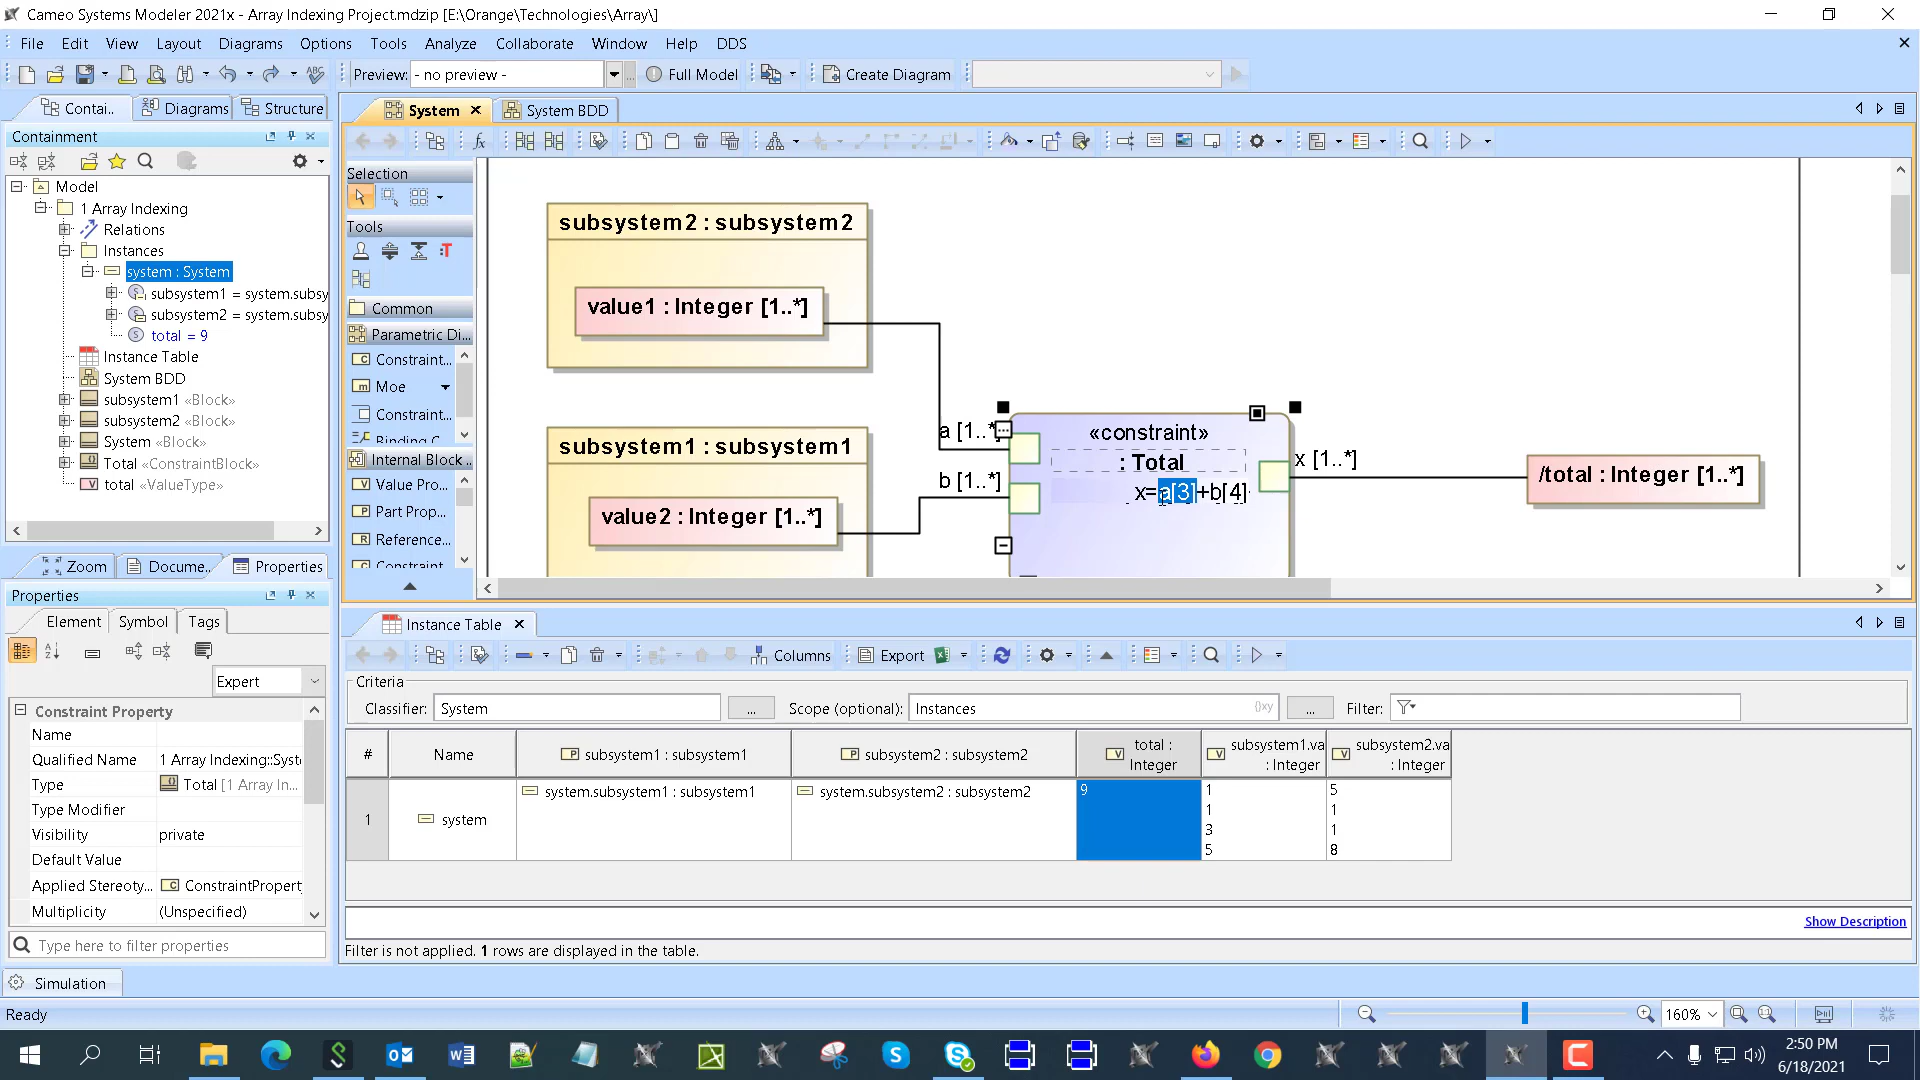 Cameo Systems Modeler 2021x - Array Indexing Project.mdzip [E:\Orange\Technologies\Array\]
File Edit View Layout Diagrams Options Tools Analyze Collaborate Window Help DDS
Preview: - no preview - ... Full Model Create Diagram
Contai.. Diagrams Structure
Containment
Model
1 Array Indexing
Relations
Instances
system : System
subsystem1 = system.subsy
subsystem2 = system.subsy
total = 9
Instance Table
System BDD
subsystem1 «Block»
subsystem2 «Block»
System «Block»
Total «ConstraintBlock»
total «ValueType»
Zoom Docume.. Properties
Properties
Element Symbol Tags
Expert
Constraint Property
Name
Qualified Name 1 Array Indexing::Syst
Type Total [1 Array In...
Type Modifier
Visibility private
Default Value
Applied Stereoty... ConstraintPropert
Multiplicity (Unspecified)
Type here to filter properties
Simulation
Ready
System System BDD
Selection
Tools
Common
Parametric Di...
Constraint...
Moe
Constraint...
Binding C
Internal Block ..
Value Pro...
Part Prop...
Reference...
Constraint
subsystem2 : subsystem2
value1 : Integer [1..*]
subsystem1 : subsystem1
value2 : Integer [1..*]
a [1..*]
b [1..*]
«constraint»
: Total
x=a[3]+b[4]
x [1..*]
/total : Integer [1..*]
Instance Table
Columns Export
Criteria
Classifier: System ... Scope (optional): Instances {}xy ... Filter:
# Name subsystem1 : subsystem1 subsystem2 : subsystem2 total : Integer subsystem1.va : Integer subsystem2.va : Integer
1 system system.subsystem1 : subsystem1 system.subsystem2 : subsystem2 9 1 5
1 1
3 1
5 8
Show Description
Filter is not applied. 1 rows are displayed in the table.
160%
2:50 PM
6/18/2021